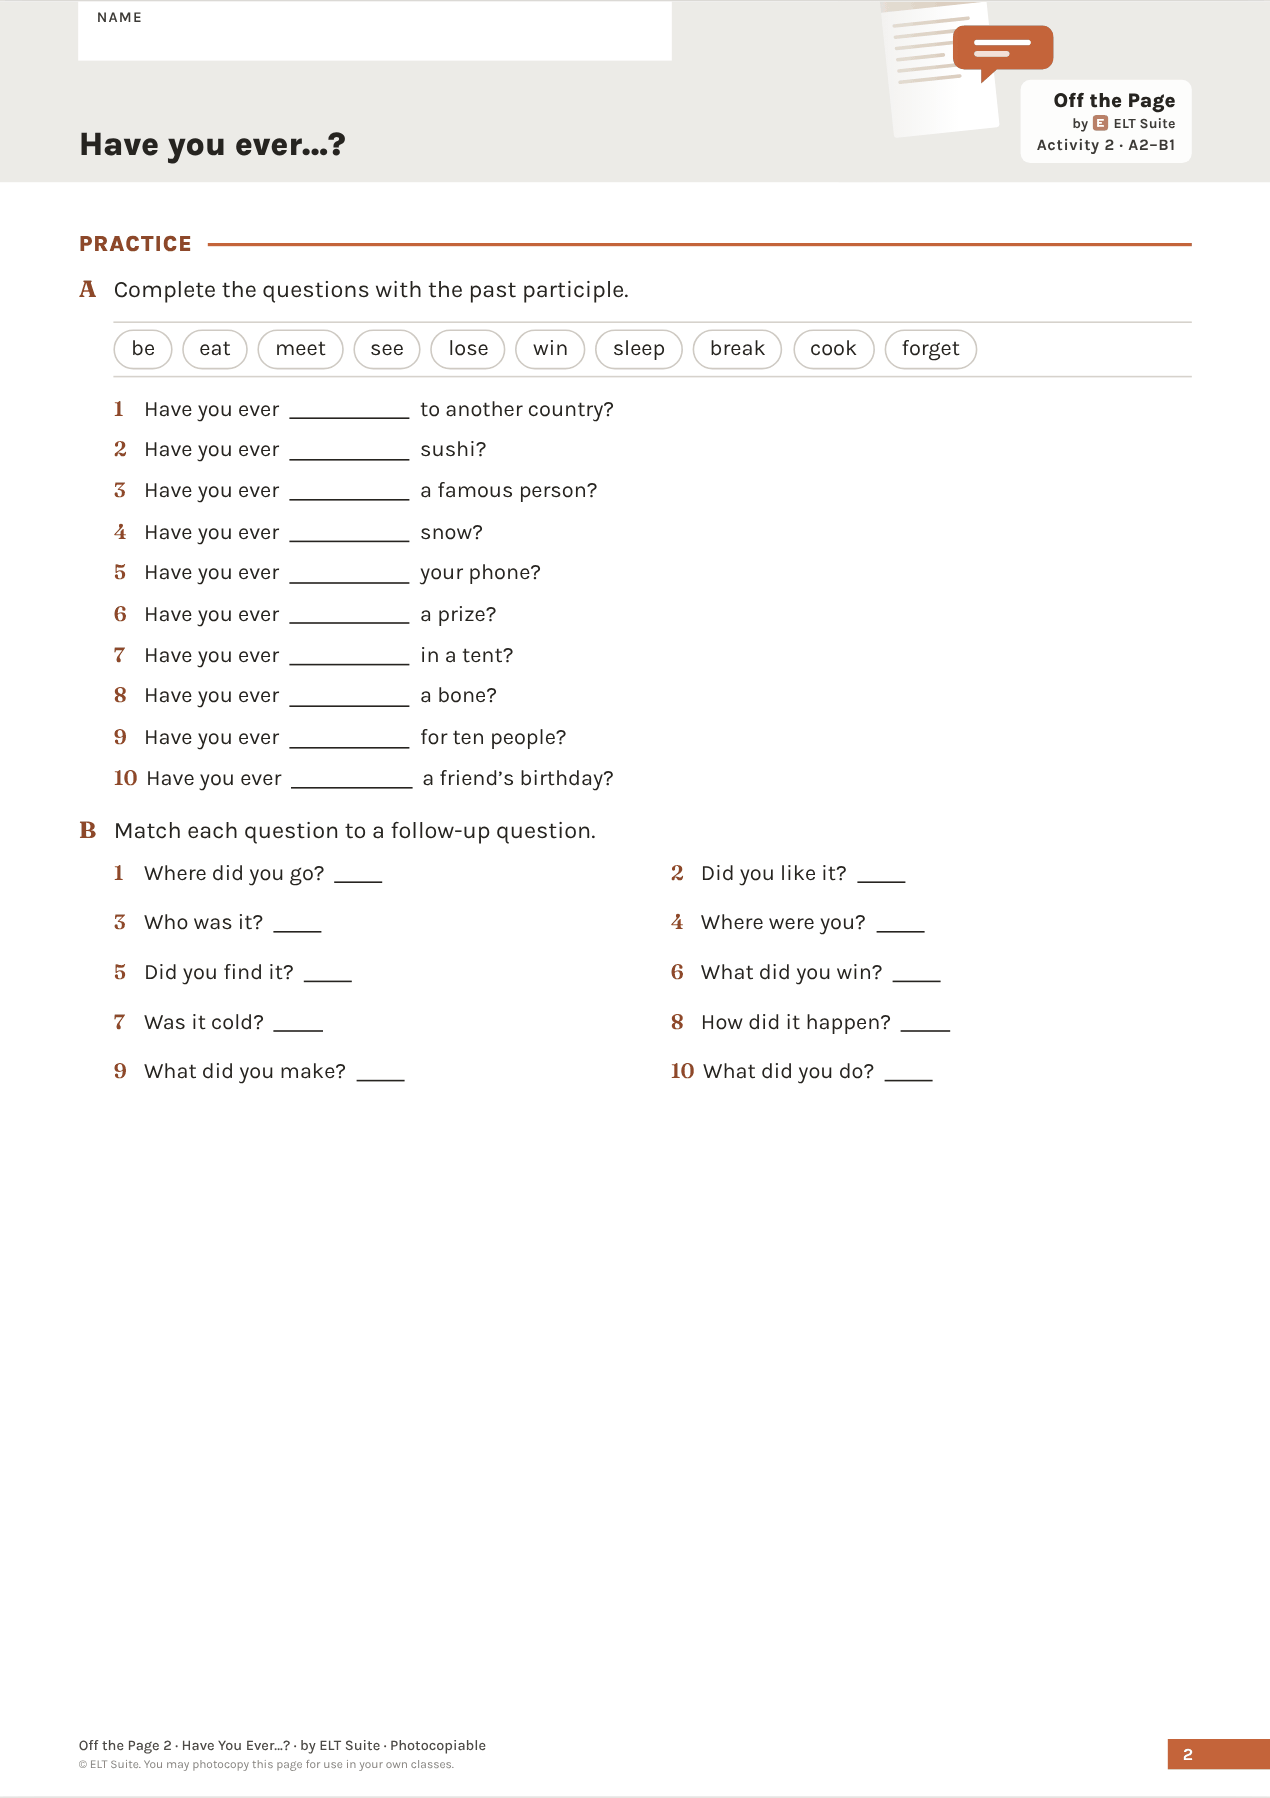 NAME
Have you ever...?
Off the Page
by E ELT Suite
Activity 2 · A2–B1
PRACTICE
A Complete the questions with the past participle.
be eat meet see lose win sleep break cook forget
1 Have you ever __________ to another country?
2 Have you ever __________ sushi?
3 Have you ever __________ a famous person?
4 Have you ever __________ snow?
5 Have you ever __________ your phone?
6 Have you ever __________ a prize?
7 Have you ever __________ in a tent?
8 Have you ever __________ a bone?
9 Have you ever __________ for ten people?
10 Have you ever __________ a friend’s birthday?
B Match each question to a follow-up question.
1 Where did you go? ____
2 Did you like it? ____
3 Who was it? ____
4 Where were you? ____
5 Did you find it? ____
6 What did you win? ____
7 Was it cold? ____
8 How did it happen? ____
9 What did you make? ____
10 What did you do? ____
Off the Page 2 · Have You Ever...? · by ELT Suite · Photocopiable
© ELT Suite. You may photocopy this page for use in your own classes.
2